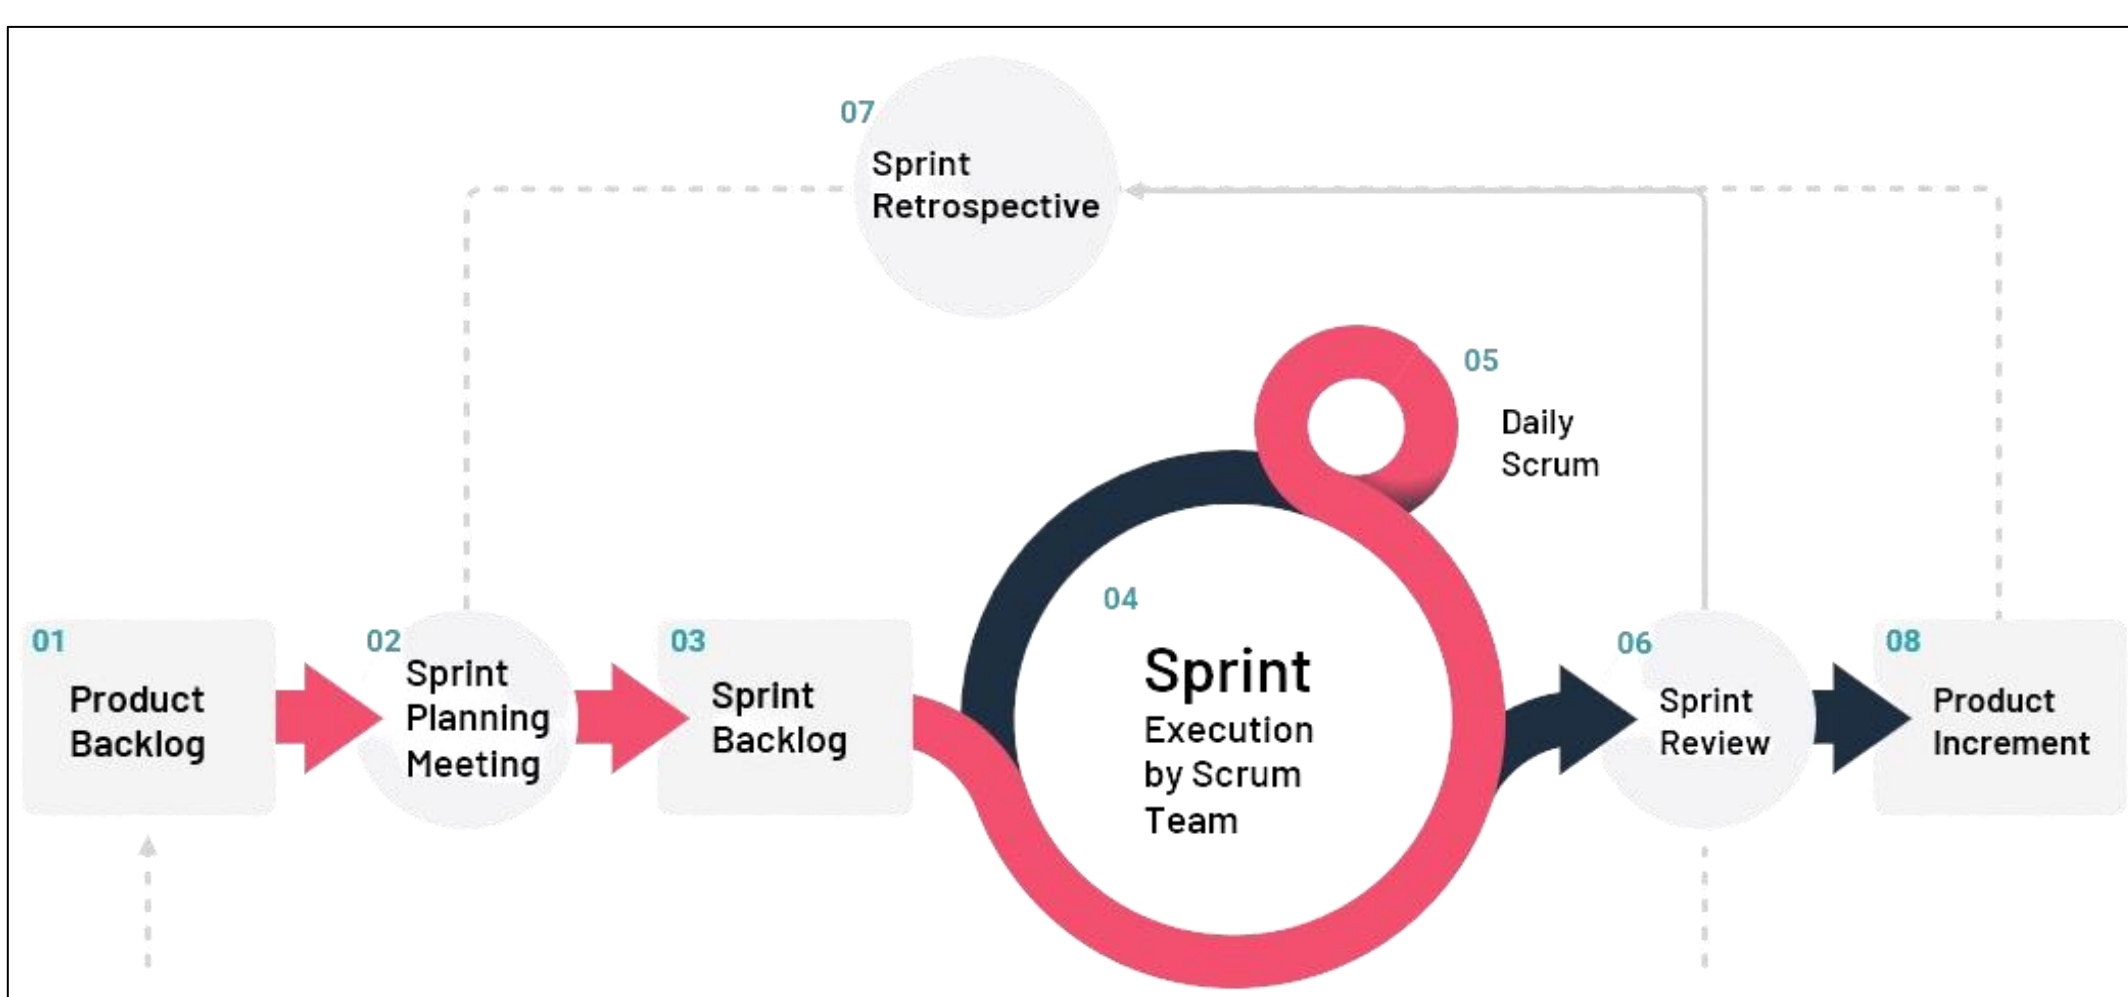 07
Sprint
Retrospective
05
Daily
Scrum
01
Product
Backlog
02
Sprint
Planning
Meeting
03
Sprint
Backlog
04
Sprint
Execution
by Scrum
Team
06
Sprint
Review
08
Product
Increment